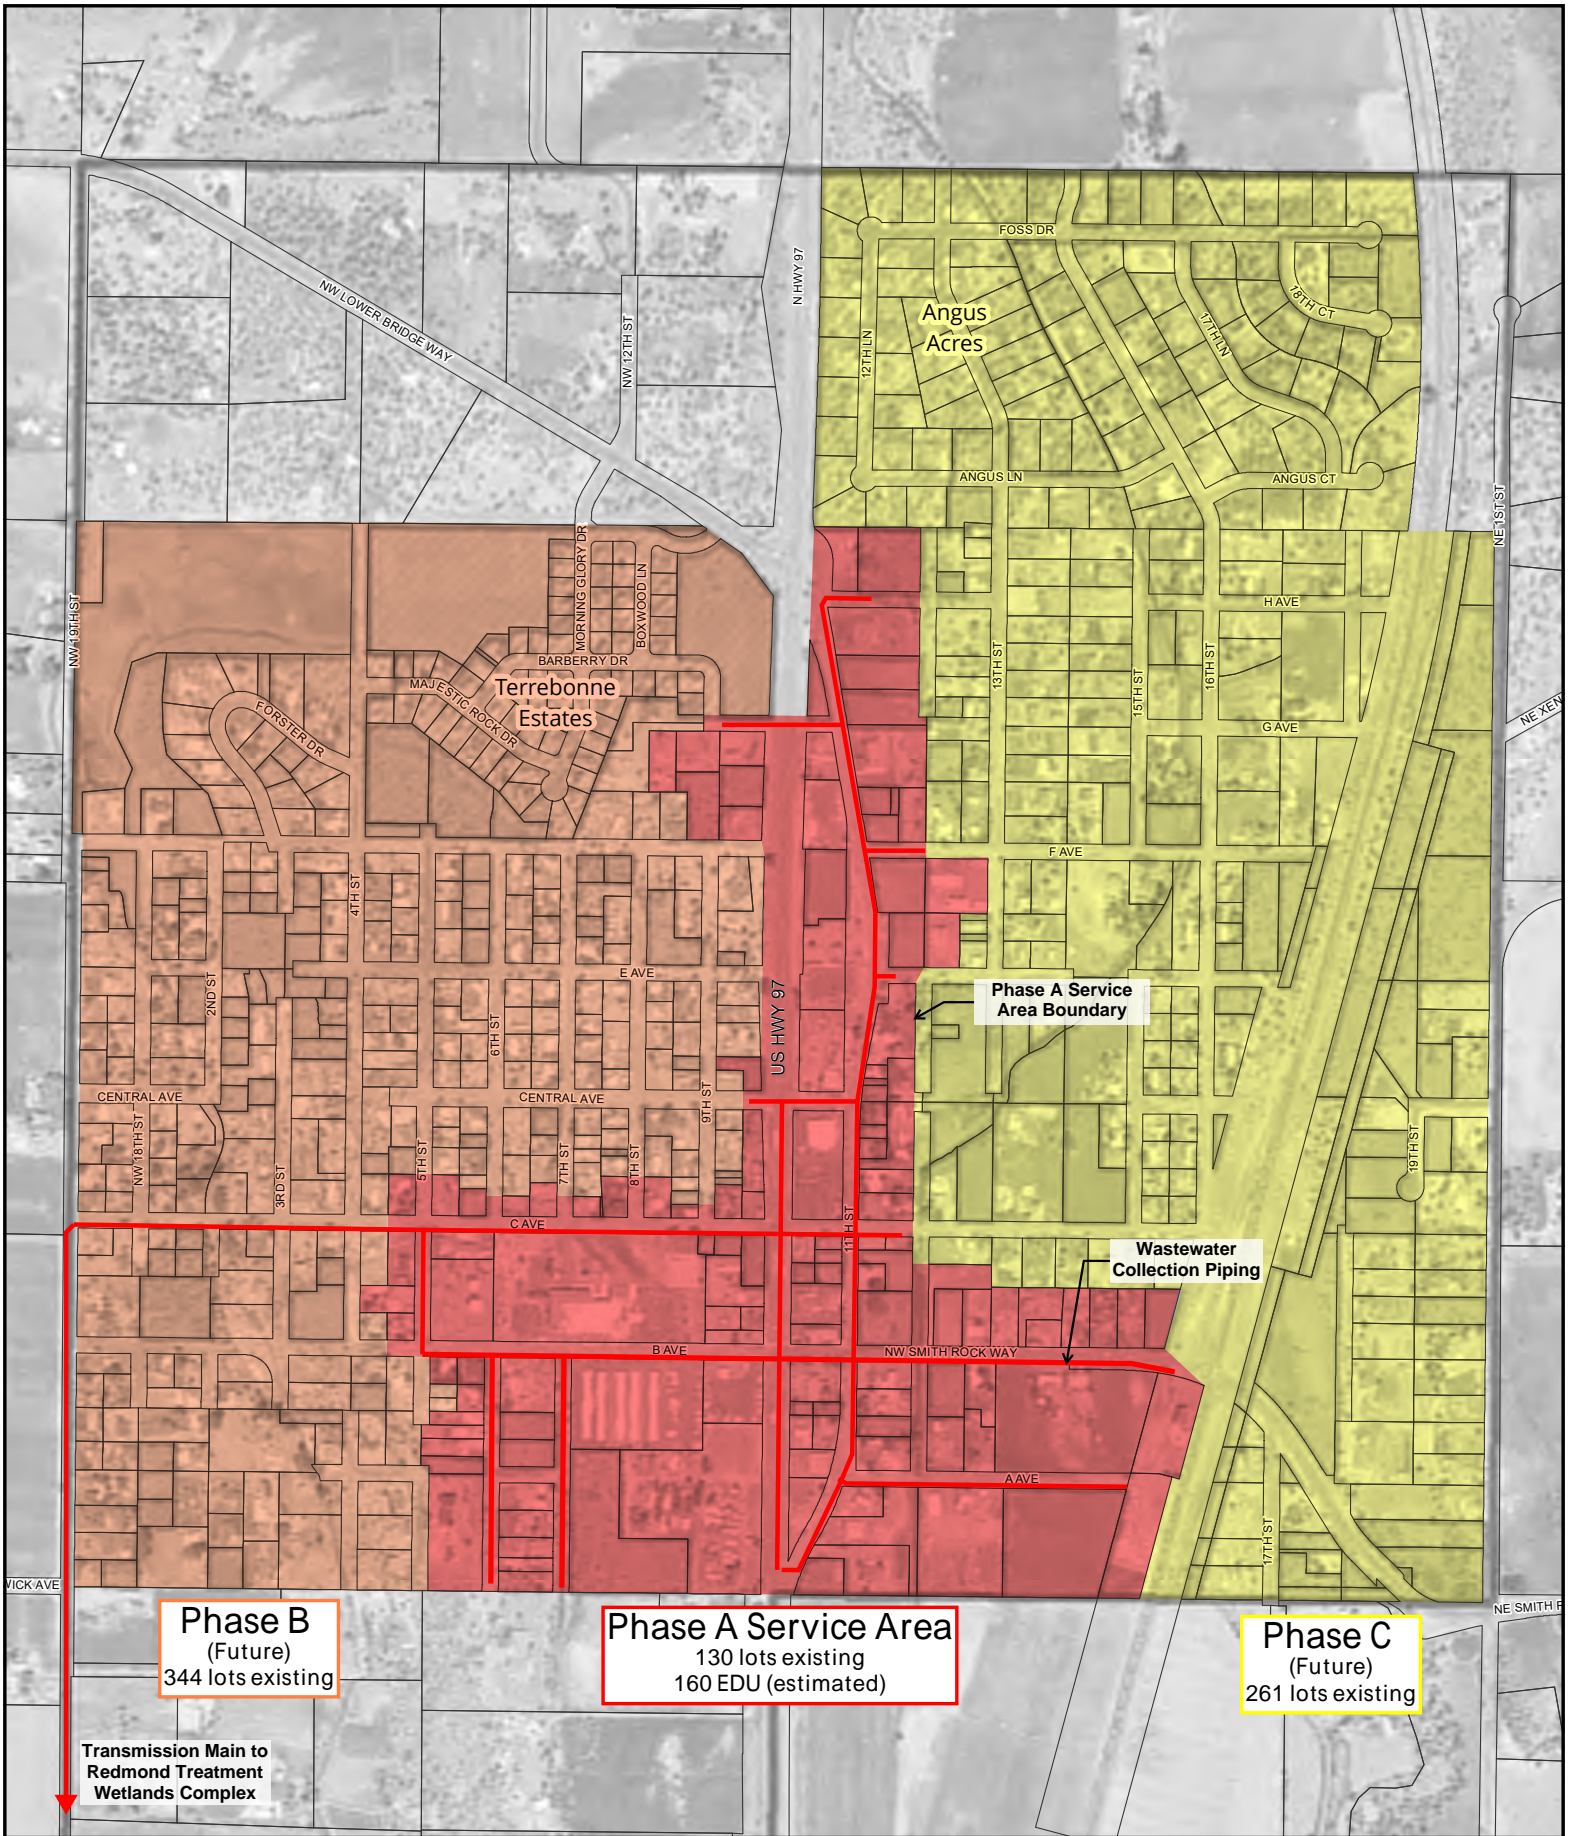 FOSS DR
N HWY 97
NW LOWER BRIDGE WAY
NW 12TH ST
12TH LN
Angus
Acres
17TH LN
18TH CT
ANGUS LN
ANGUS CT
NE 1ST ST
NW 19TH ST
MORNING GLORY DR
BOXWOOD LN
BARBERRY DR
MAJESTIC ROCK DR
Terrebonne
Estates
FORSTER DR
13TH ST
15TH ST
16TH ST
H AVE
G AVE
NE XEN
F AVE
4TH ST
2ND ST
E AVE
6TH ST
US HWY 97
Phase A Service
Area Boundary
CENTRAL AVE
CENTRAL AVE
9TH ST
NW 18TH ST
3RD ST
5TH ST
7TH ST
8TH ST
19TH ST
C AVE
11TH ST
Wastewater
Collection Piping
B AVE
NW SMITH ROCK WAY
A AVE
17TH ST
WICK AVE
NE SMITH R
Phase B
(Future)
344 lots existing
Phase A Service Area
130 lots existing
160 EDU (estimated)
Phase C
(Future)
261 lots existing
Transmission Main to
Redmond Treatment
Wetlands Complex